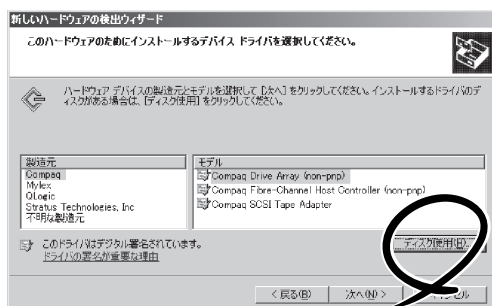 新しいハードウェアの検出ウィザード
このハードウェアのためにインストールするデバイス ドライバを選択してください。
ハードウェア デバイスの製造元とモデルを選択して [次へ] をクリックしてください。インストールするドライバのディスクがある場合は、[ディスク使用] をクリックしてください。
製造元
Compaq
Mylex
QLogic
Stratus Technologies, Inc
不明な製造元
モデル
Compaq Drive Array (non-pnp)
Compaq Fibre-Channel Host Controller (non-pnp)
Compaq SCSI Tape Adapter
このドライバはデジタル署名されています。
ドライバの署名が重要な理由
ディスク使用(H)...
< 戻る(B)
次へ(N) >